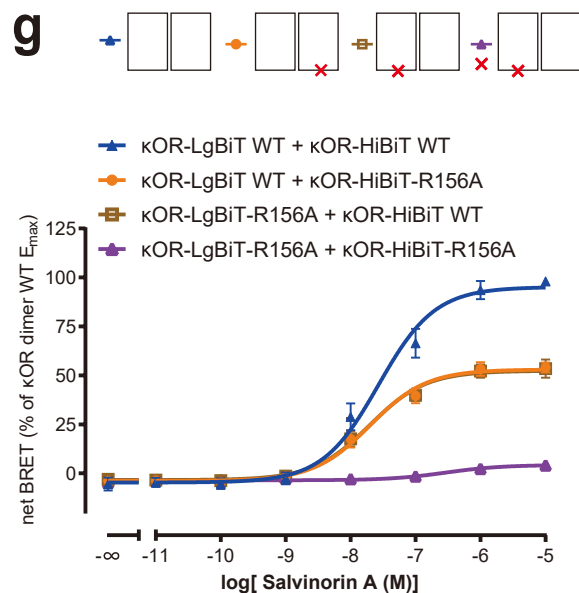 g
κOR-LgBiT WT + κOR-HiBiT WT
κOR-LgBiT WT + κOR-HiBiT-R156A
κOR-LgBiT-R156A + κOR-HiBiT WT
κOR-LgBiT-R156A + κOR-HiBiT-R156A
net BRET (% of κOR dimer WT Emax)
125
100
75
50
25
0
-∞ -11 -10 -9 -8 -7 -6 -5
log[ Salvinorin A (M)]